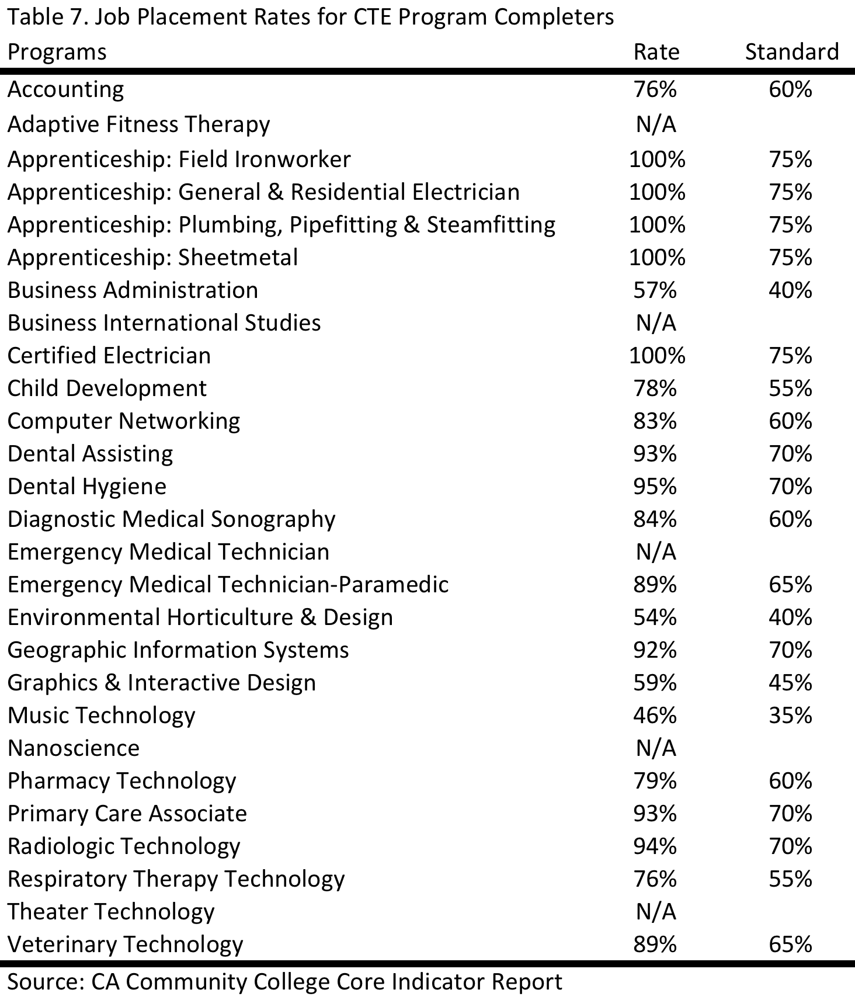 Table 7. Job Placement Rates for CTE Program Completers
Programs Rate Standard
Accounting 76% 60%
Adaptive Fitness Therapy N/A
Apprenticeship: Field Ironworker 100% 75%
Apprenticeship: General & Residential Electrician 100% 75%
Apprenticeship: Plumbing, Pipefitting & Steamfitting 100% 75%
Apprenticeship: Sheetmetal 100% 75%
Business Administration 57% 40%
Business International Studies N/A
Certified Electrician 100% 75%
Child Development 78% 55%
Computer Networking 83% 60%
Dental Assisting 93% 70%
Dental Hygiene 95% 70%
Diagnostic Medical Sonography 84% 60%
Emergency Medical Technician N/A
Emergency Medical Technician-Paramedic 89% 65%
Environmental Horticulture & Design 54% 40%
Geographic Information Systems 92% 70%
Graphics & Interactive Design 59% 45%
Music Technology 46% 35%
Nanoscience N/A
Pharmacy Technology 79% 60%
Primary Care Associate 93% 70%
Radiologic Technology 94% 70%
Respiratory Therapy Technology 76% 55%
Theater Technology N/A
Veterinary Technology 89% 65%
Source: CA Community College Core Indicator Report